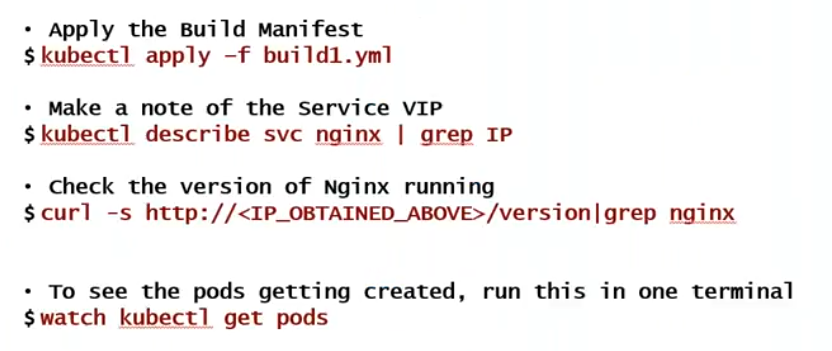 • Apply the Build Manifest
$kubectl apply –f build1.yml
• Make a note of the Service VIP
$kubectl describe svc nginx | grep IP
• Check the version of Nginx running
$curl -s http://<IP_OBTAINED_ABOVE>/version|grep nginx
• To see the pods getting created, run this in one terminal
$watch kubectl get pods